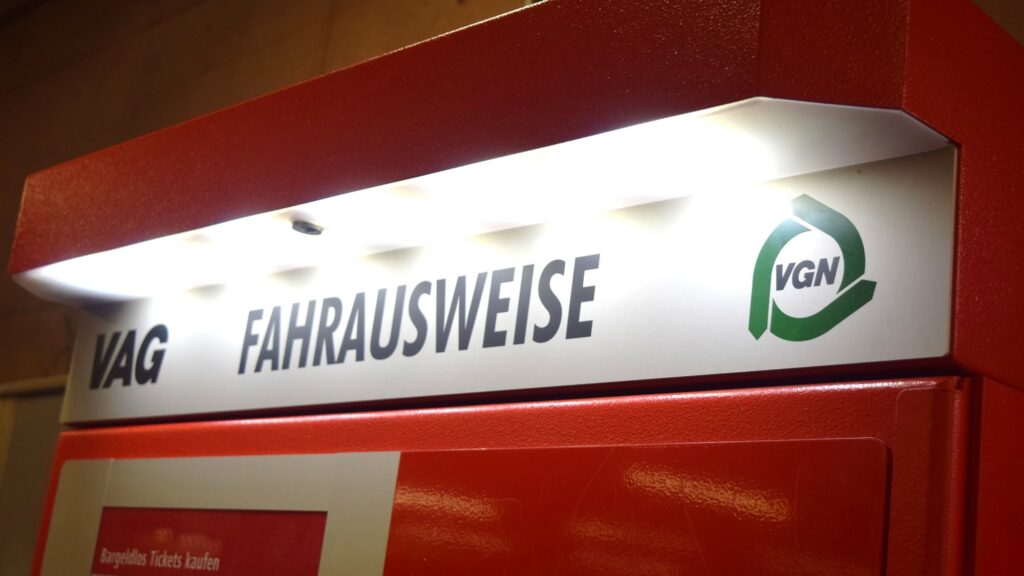 VAG FAHRAUSWEISE VGN
Bargeldlos Tickets kaufen